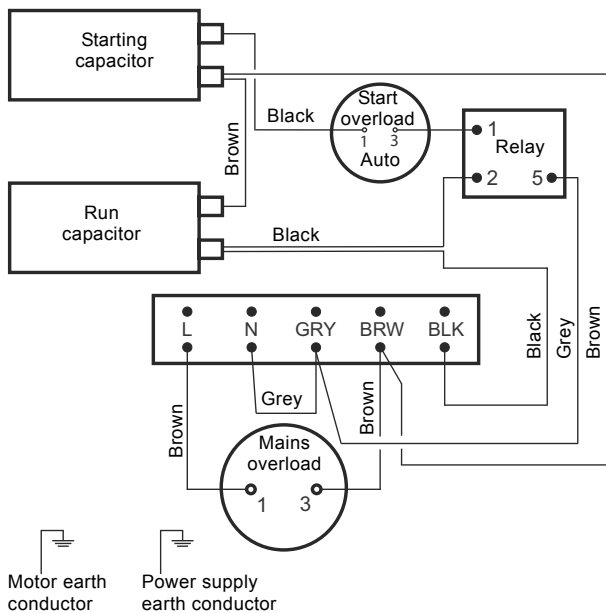 Starting
capacitor
Black
Start
overload
1 3
Auto
1
Relay
2 5
Brown
Run
capacitor
Black
L N GRY BRW BLK
Black
Grey
Brown
Grey
Brown
Brown
Mains
overload
1 3
Motor earth
conductor
Power supply
earth conductor